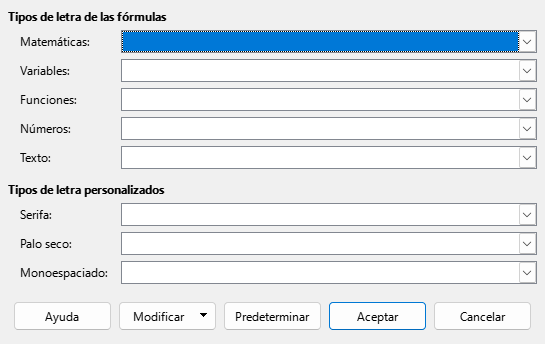 Tipos de letra de las fórmulas
Matemáticas:
Variables:
Funciones:
Números:
Texto:
Tipos de letra personalizados
Serifa:
Palo seco:
Monoespaciado:
Ayuda Modificar Predeterminar Aceptar Cancelar